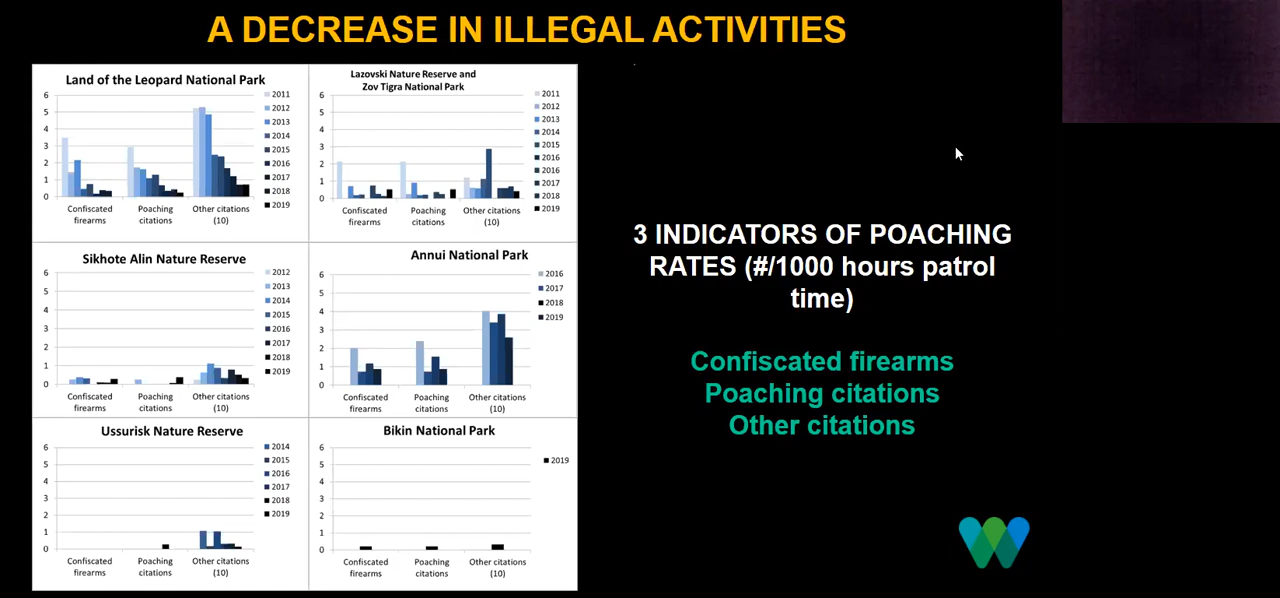 A DECREASE IN ILLEGAL ACTIVITIES
Land of the Leopard National Park
6
5
4
3
2
1
0
Confiscated firearms
Poaching citations
Other citations (10)
2011
2012
2013
2014
2015
2016
2017
2018
2019
Lazovski Nature Reserve and
Zov Tigra National Park
6
5
4
3
2
1
0
Confiscated firearms
Poaching citations
Other citations (10)
2011
2012
2013
2014
2015
2016
2016
2017
2018
2019
Sikhote Alin Nature Reserve
6
5
4
3
2
1
0
Confiscated firearms
Poaching citations
Other citations (10)
2012
2013
2014
2015
2016
2017
2018
2019
Annui National Park
6
5
4
3
2
1
0
Confiscated firearms
Poaching citations
Other citations (10)
2016
2017
2018
2019
Ussurisk Nature Reserve
6
5
4
3
2
1
0
Confiscated firearms
Poaching citations
Other citations (10)
2014
2015
2016
2017
2018
2019
Bikin National Park
6
5
4
3
2
1
0
Confiscated firearms
Poaching citations
Other citations (10)
2019
3 INDICATORS OF POACHING
RATES (#/1000 hours patrol
time)
Confiscated firearms
Poaching citations
Other citations